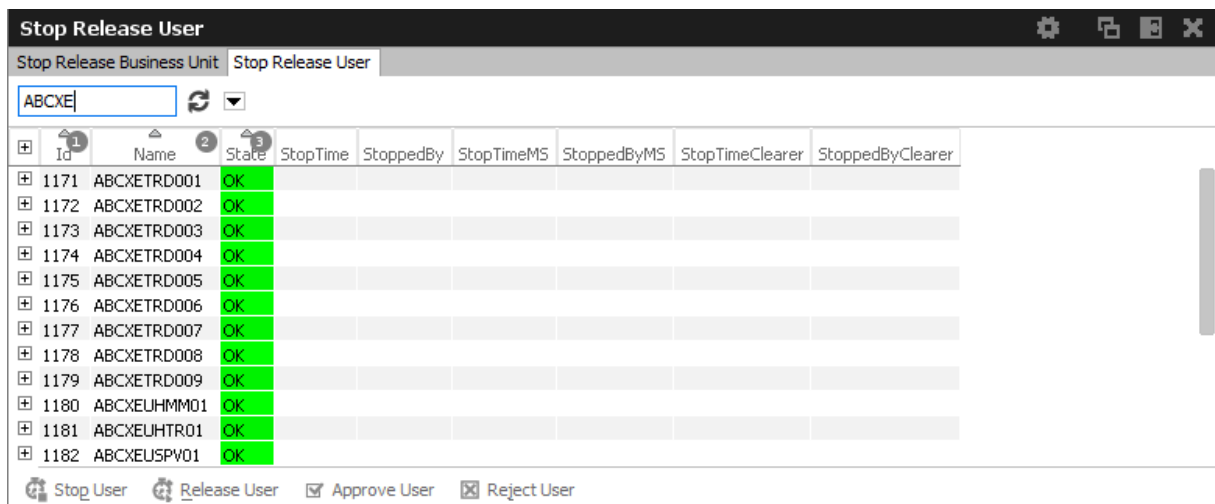 Stop Release User
Stop Release Business Unit Stop Release User
ABCXE
1 2 3
Id Name State StopTime StoppedBy StopTimeMS StoppedByMS StopTimeClearer StoppedByClearer
1171 ABCXETRD001 OK
1172 ABCXETRD002 OK
1173 ABCXETRD003 OK
1174 ABCXETRD004 OK
1175 ABCXETRD005 OK
1176 ABCXETRD006 OK
1177 ABCXETRD007 OK
1178 ABCXETRD008 OK
1179 ABCXETRD009 OK
1180 ABCXEUHMM01 OK
1181 ABCXEUHTR01 OK
1182 ABCXEUSPV01 OK
Stop User Release User Approve User Reject User